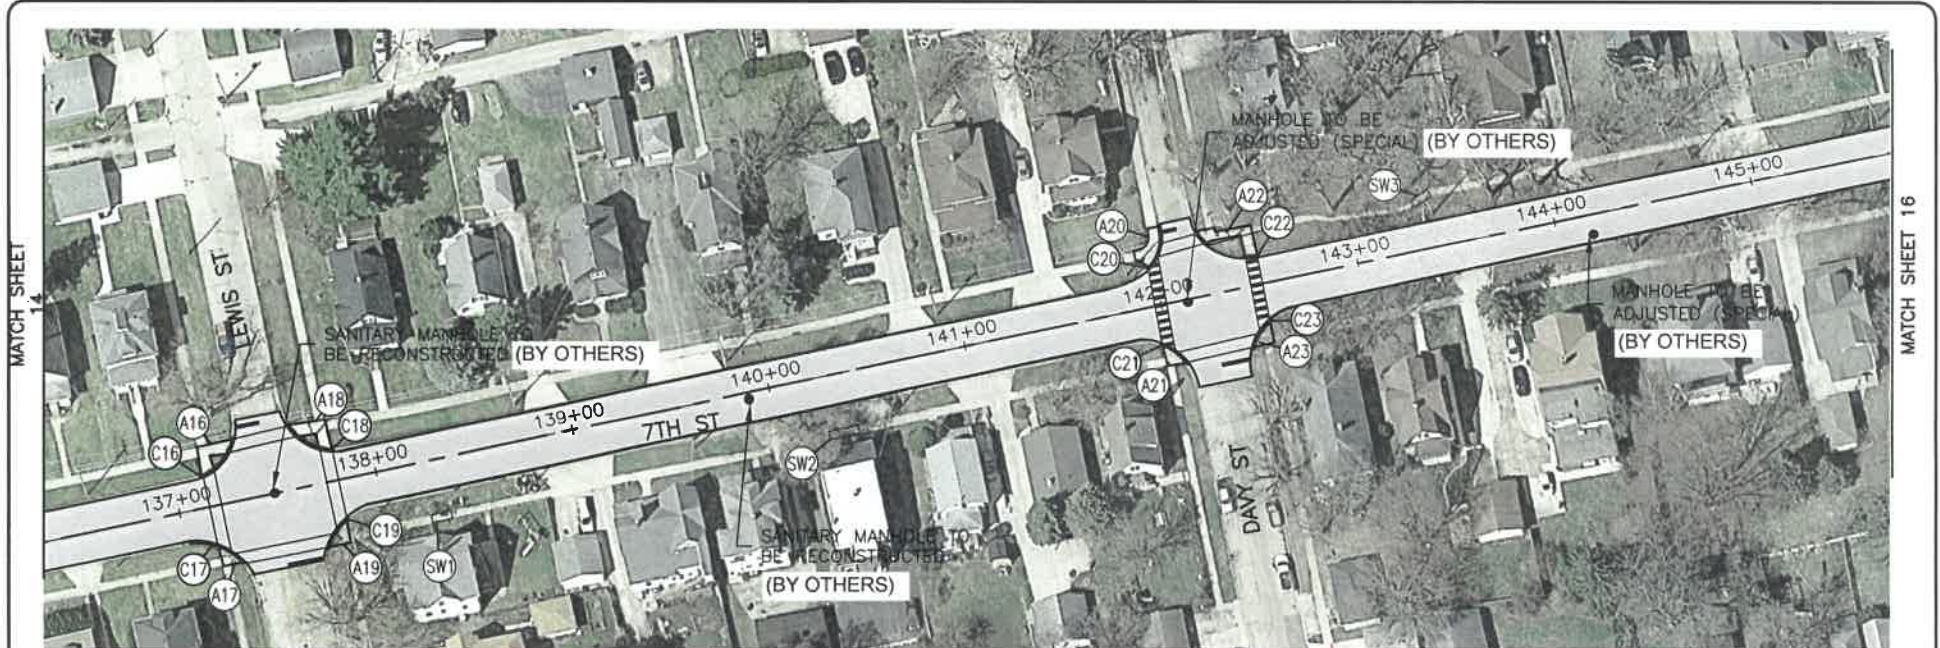 MANHOLE TO BE
ADJUSTED (SPECIAL) (BY OTHERS)
145+00
SW3
A22
144+00
C22
A20
143+00
C20
142+00
MATCH SHEET
14
MATCH SHEET 16
LEWIS ST
SANITARY MANHOLE TO
BE RECONSTRUCTED (BY OTHERS)
141+00
C23
A23
MANHOLE TO BE
ADJUSTED (SPECIAL)
(BY OTHERS)
140+00
C21
A21
139+00
7TH ST
A18
A16
C18
C16
138+00
SW2
DAVY ST
137+00
C19
SANITARY MANHOLE TO
BE RECONSTRUCTED
(BY OTHERS)
C17
A19
SW1
A17